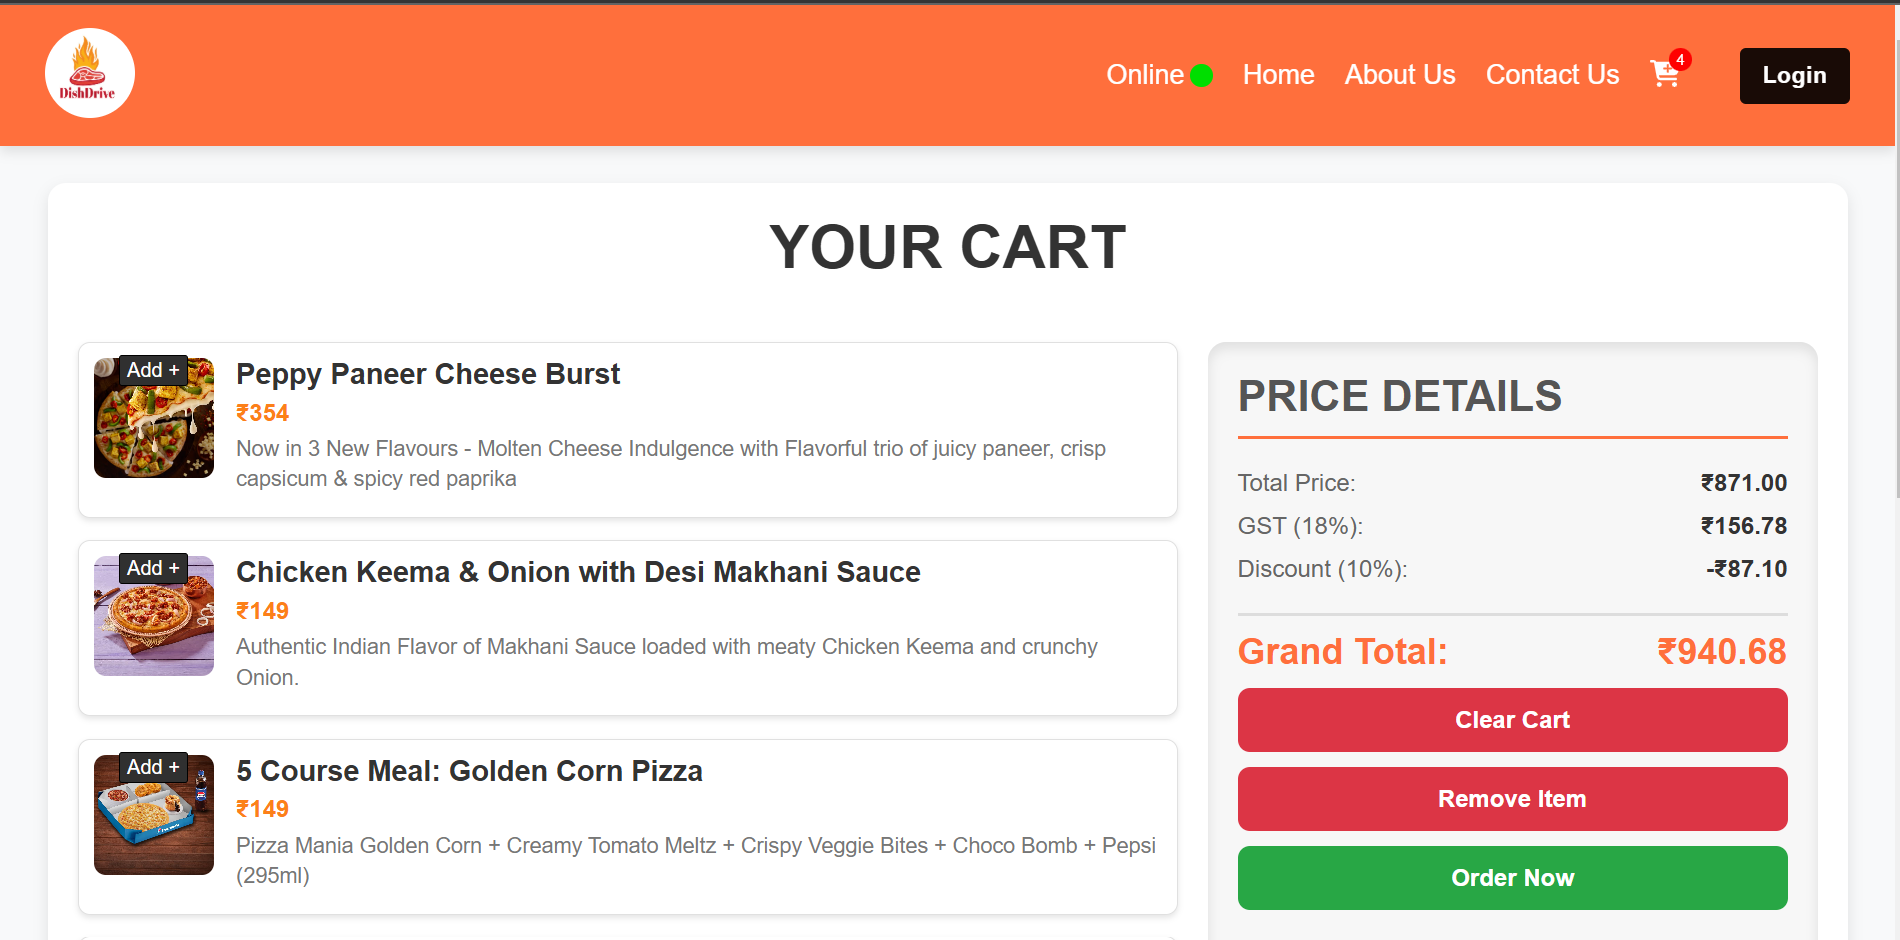 DishDrive
Online
Home
About Us
Contact Us
4
Login
YOUR CART
Add +
Peppy Paneer Cheese Burst
₹354
Now in 3 New Flavours - Molten Cheese Indulgence with Flavorful trio of juicy paneer, crisp
capsicum & spicy red paprika
Add +
Chicken Keema & Onion with Desi Makhani Sauce
₹149
Authentic Indian Flavor of Makhani Sauce loaded with meaty Chicken Keema and crunchy
Onion.
Add +
5 Course Meal: Golden Corn Pizza
₹149
Pizza Mania Golden Corn + Creamy Tomato Meltz + Crispy Veggie Bites + Choco Bomb + Pepsi
(295ml)
PRICE DETAILS
Total Price: ₹871.00
GST (18%): ₹156.78
Discount (10%): -₹87.10
Grand Total: ₹940.68
Clear Cart
Remove Item
Order Now